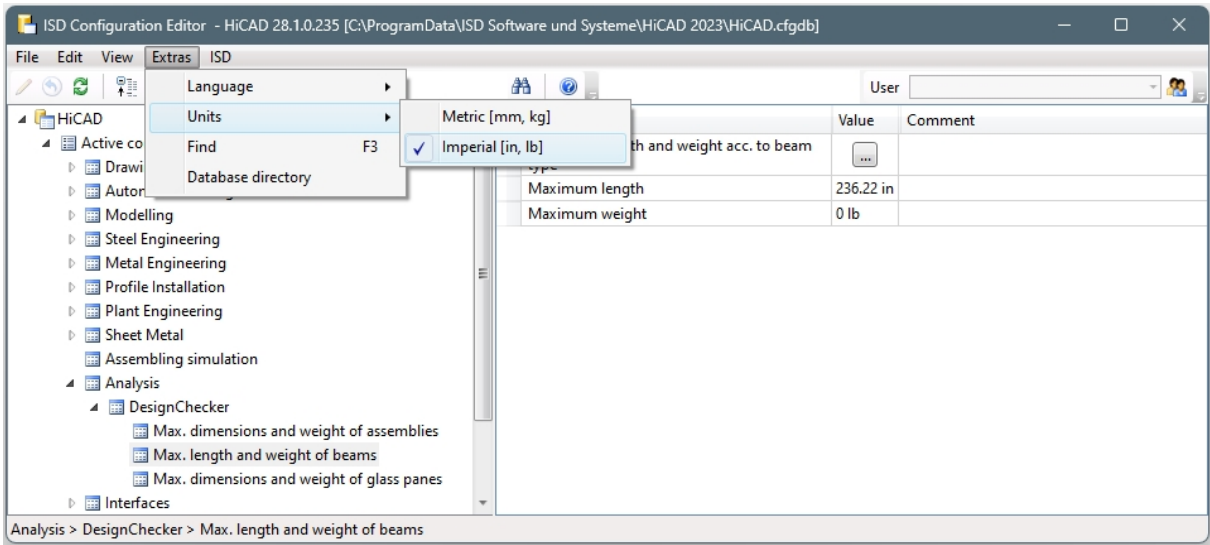 ISD Configuration Editor - HiCAD 28.1.0.235 [C:\ProgramData\ISD Software und Systeme\HiCAD 2023\HiCAD.cfgdb]
File Edit View Extras ISD
User
Language
Units
Find F3
Database directory
Metric [mm, kg]
Imperial [in, lb]
HiCAD
Active co
Drawi
Modelling
Steel Engineering
Metal Engineering
Profile Installation
Plant Engineering
Sheet Metal
Assembling simulation
Analysis
DesignChecker
Max. dimensions and weight of assemblies
Max. length and weight of beams
Max. dimensions and weight of glass panes
Interfaces
Value Comment
th and weight acc. to beam
type
...
Maximum length 236.22 in
Maximum weight 0 lb
Analysis > DesignChecker > Max. length and weight of beams